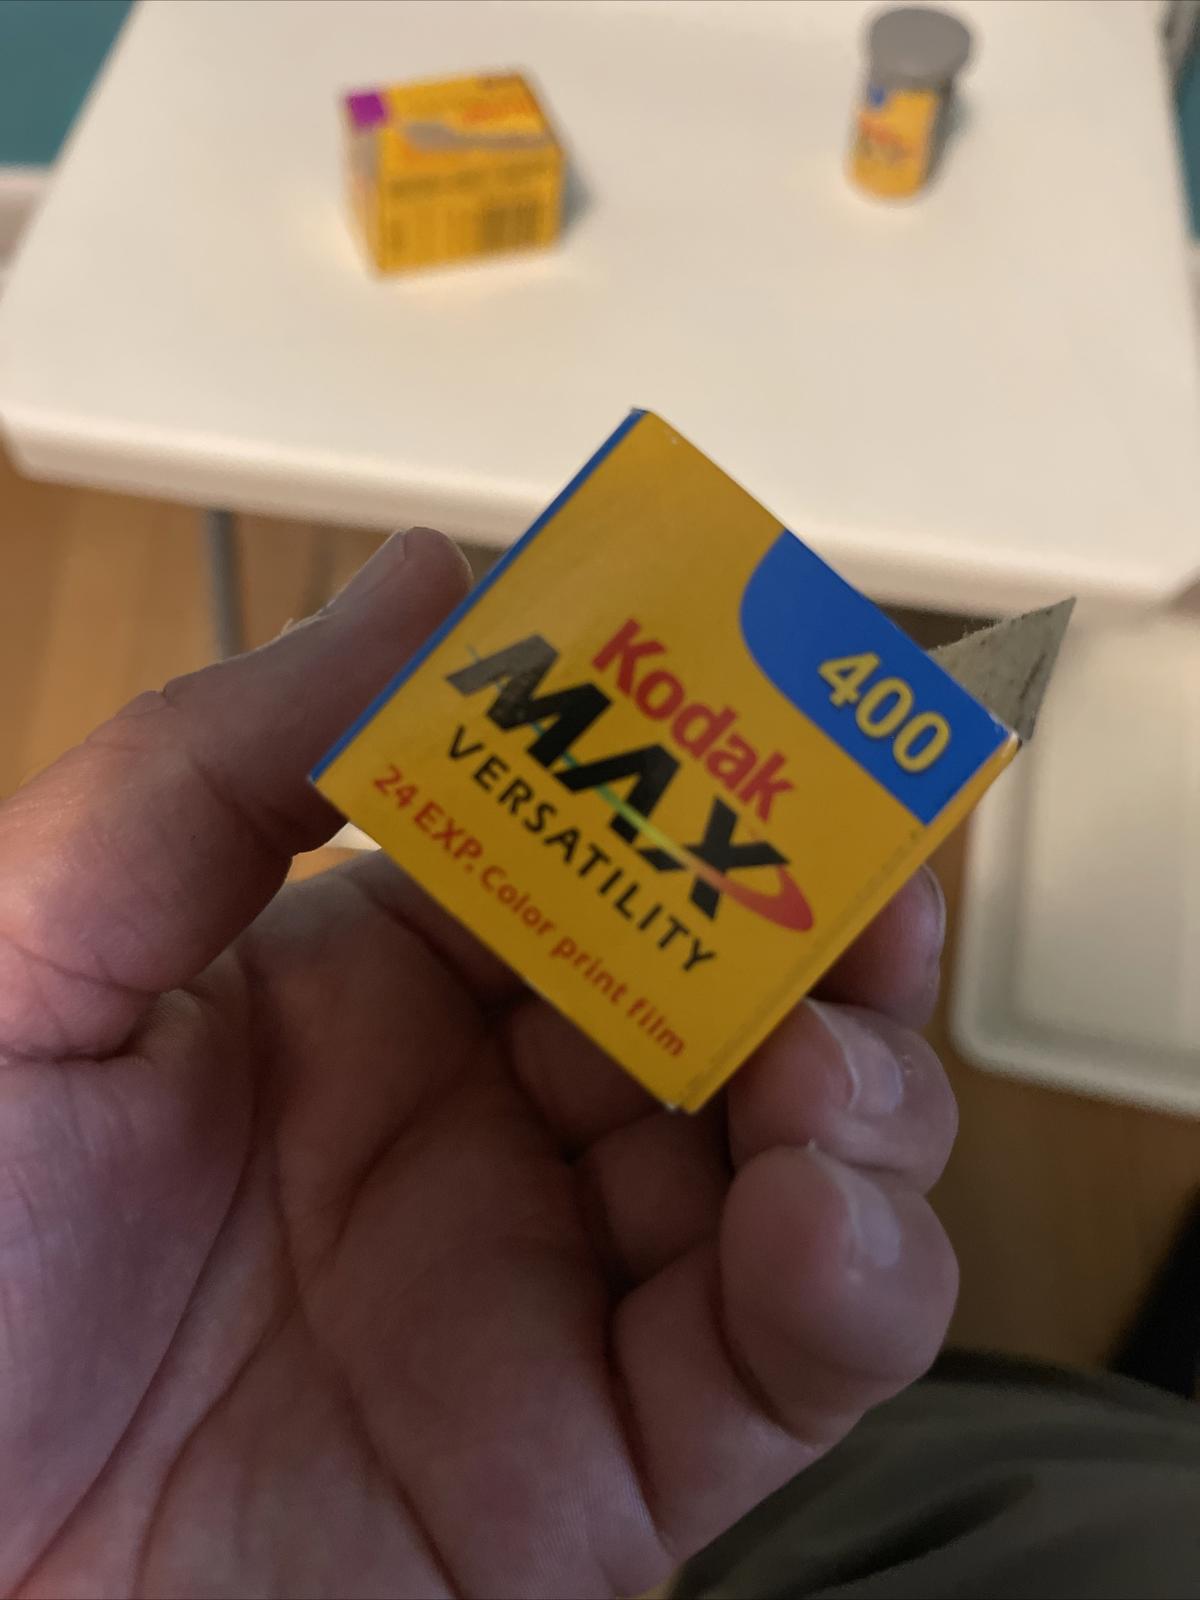 400
Kodak
MAX
VERSATILITY
24 EXP. Color print film